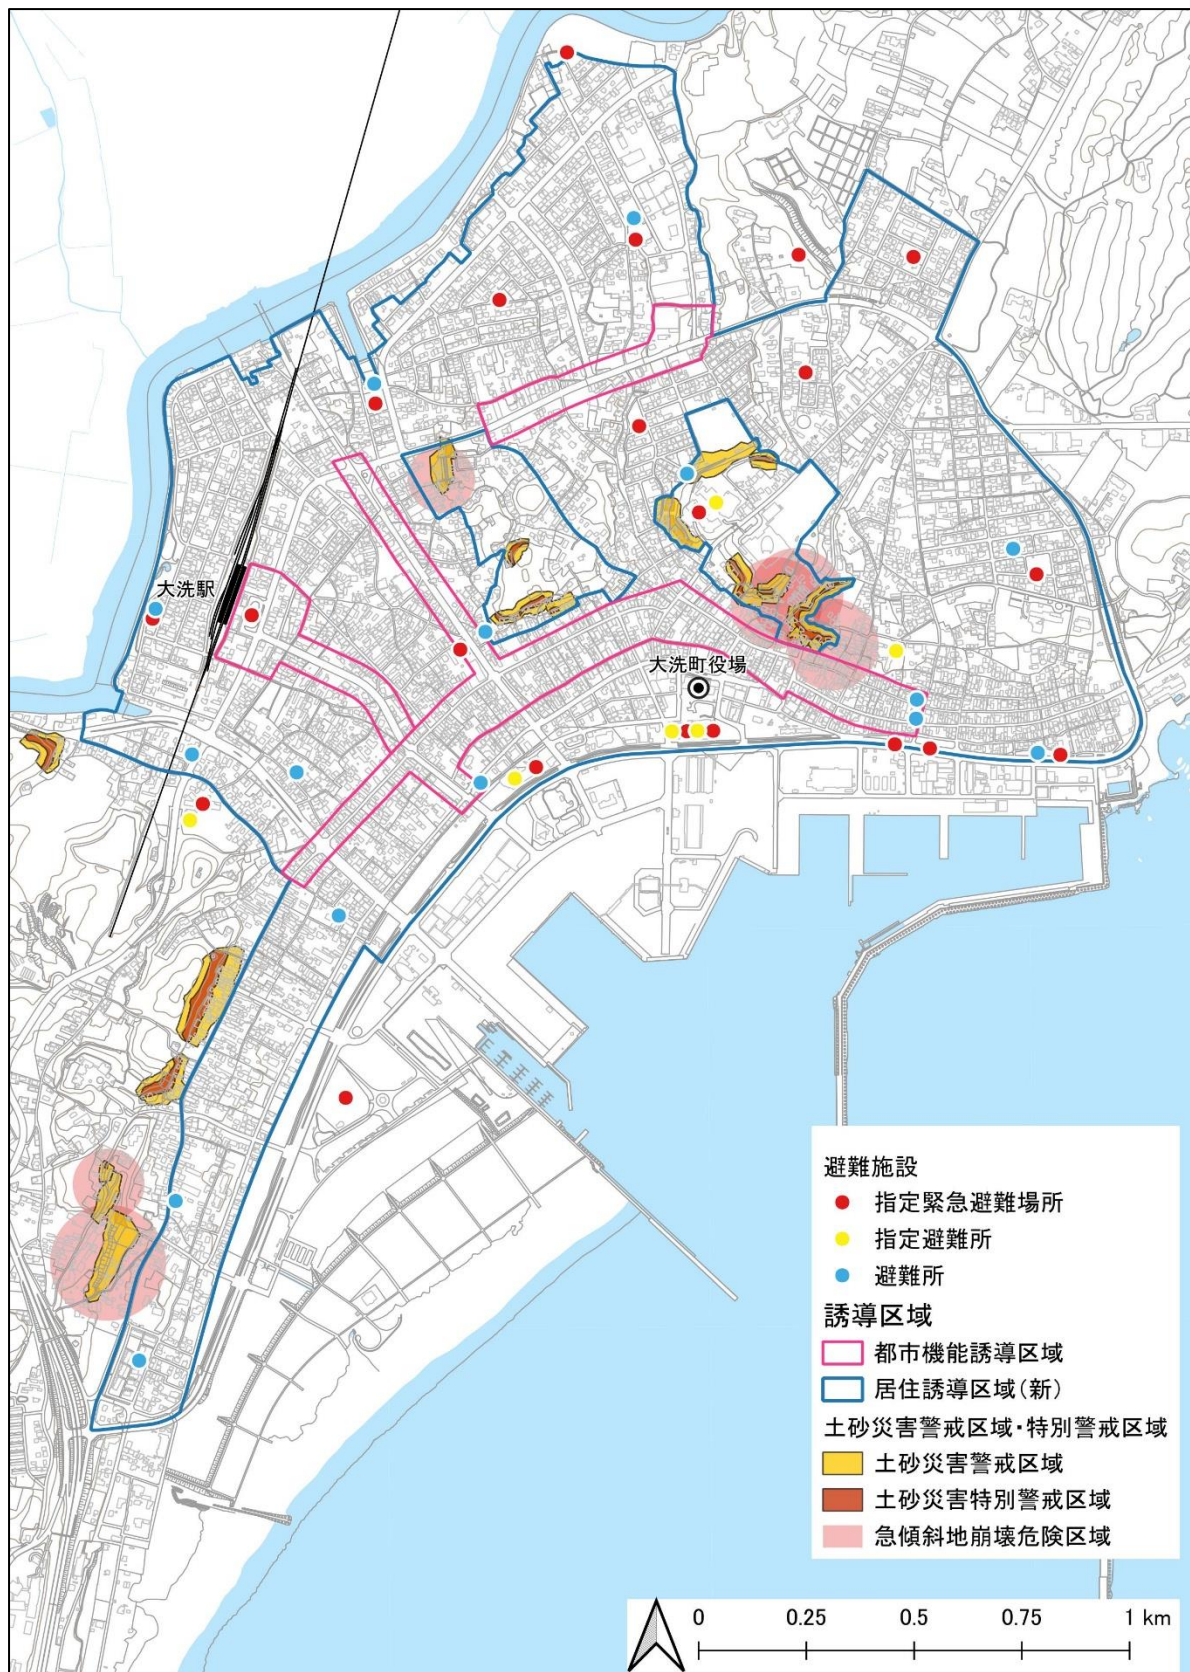 大洗駅
大洗町役場
避難施設
指定緊急避難場所
指定避難所
避難所
誘導区域
都市機能誘導区域
居住誘導区域(新)
土砂災害警戒区域・特別警戒区域
土砂災害警戒区域
土砂災害特別警戒区域
急傾斜地崩壊危険区域
0 0.25 0.5 0.75 1 km